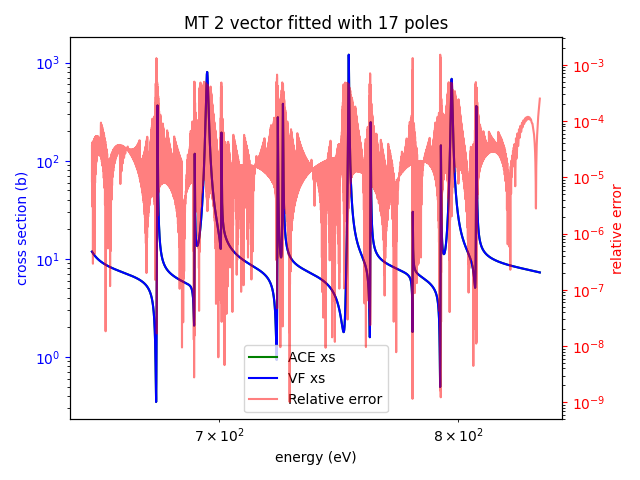 MT 2 vector fitted with 17 poles
10³
10²
10¹
10⁰
cross section (b)
10⁻³
10⁻⁴
10⁻⁵
10⁻⁶
10⁻⁷
10⁻⁸
10⁻⁹
relative error
ACE xs
VF xs
Relative error
7 × 10²
8 × 10²
energy (eV)